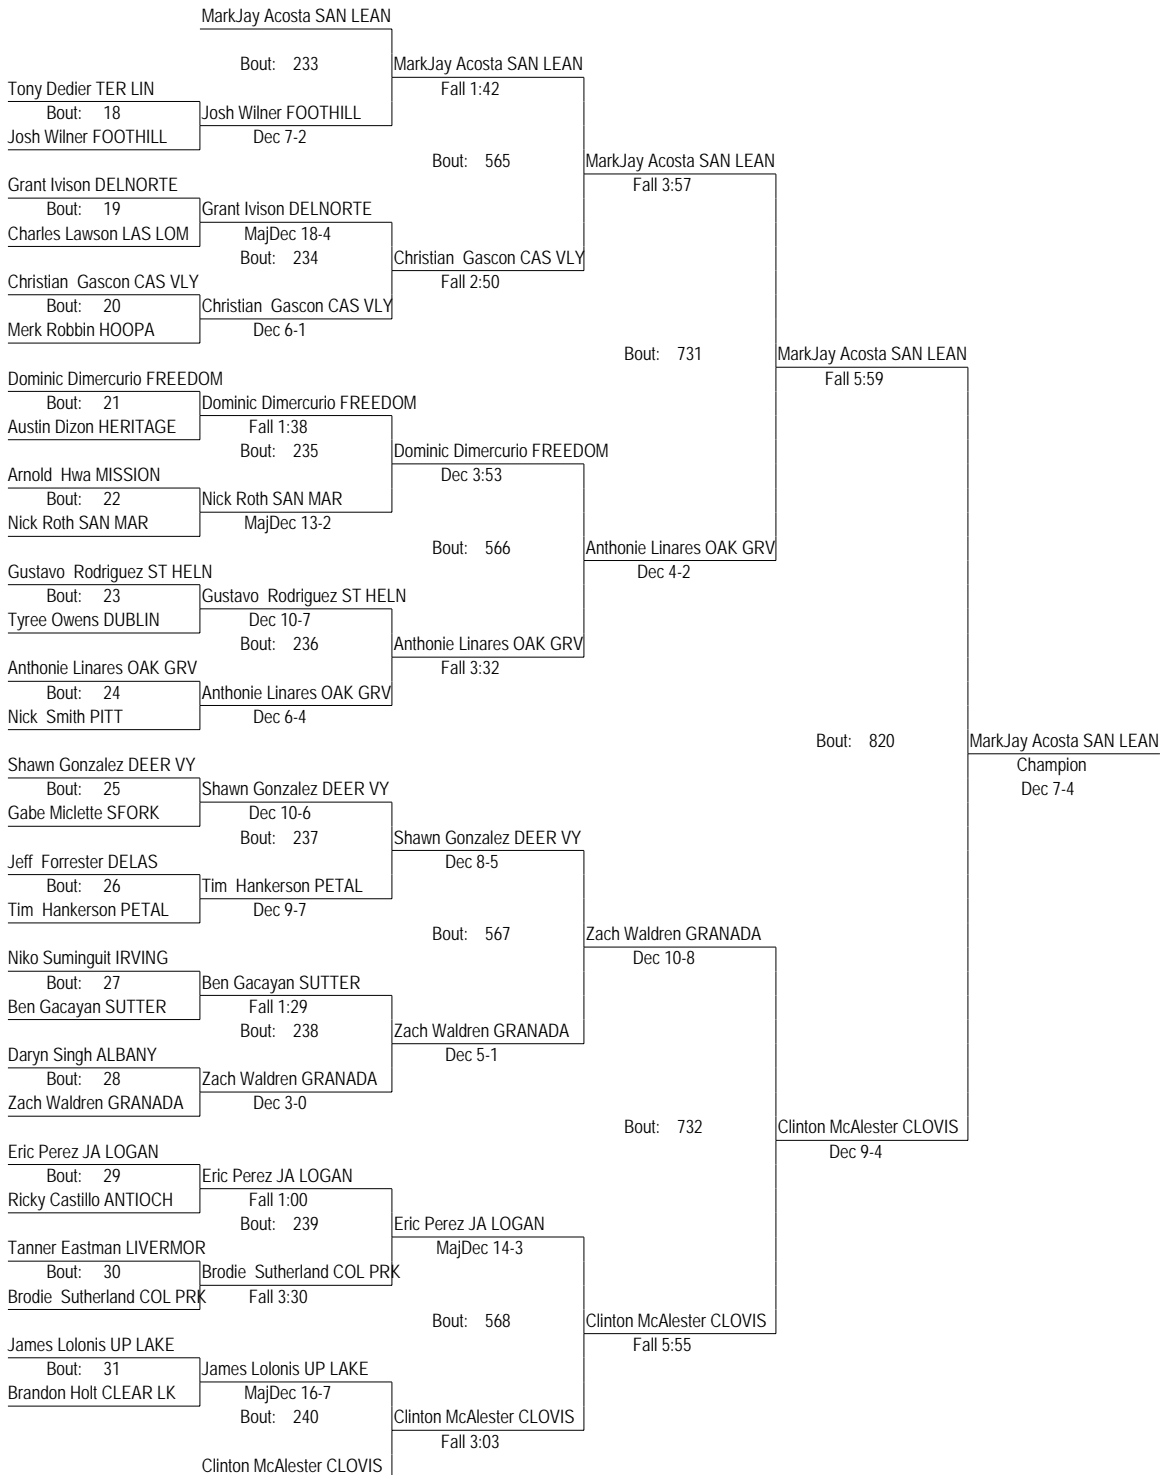 MarkJay Acosta SAN LEAN
Bout: 233
MarkJay Acosta SAN LEAN
Fall 1:42
Tony Dedier TER LIN
Bout: 18
Josh Wilner FOOTHILL
Josh Wilner FOOTHILL
Dec 7-2
Bout: 565
MarkJay Acosta SAN LEAN
Fall 3:57
Grant Ivison DELNORTE
Bout: 19
Grant Ivison DELNORTE
Charles Lawson LAS LOM
MajDec 18-4
Bout: 234
Christian  Gascon CAS VLY
Fall 2:50
Christian  Gascon CAS VLY
Bout: 20
Christian  Gascon CAS VLY
Merk Robbin HOOPA
Dec 6-1
Bout: 731
MarkJay Acosta SAN LEAN
Fall 5:59
Dominic Dimercurio FREEDOM
Bout: 21
Dominic Dimercurio FREEDOM
Austin Dizon HERITAGE
Fall 1:38
Bout: 235
Dominic Dimercurio FREEDOM
Dec 3:53
Arnold  Hwa MISSION
Bout: 22
Nick Roth SAN MAR
Nick Roth SAN MAR
MajDec 13-2
Bout: 566
Anthonie Linares OAK GRV
Dec 4-2
Gustavo  Rodriguez ST HELN
Bout: 23
Gustavo  Rodriguez ST HELN
Tyree Owens DUBLIN
Dec 10-7
Bout: 236
Anthonie Linares OAK GRV
Fall 3:32
Anthonie Linares OAK GRV
Bout: 24
Anthonie Linares OAK GRV
Nick  Smith PITT
Dec 6-4
Bout: 820
MarkJay Acosta SAN LEAN
Champion
Dec 7-4
Shawn Gonzalez DEER VY
Bout: 25
Shawn Gonzalez DEER VY
Gabe Miclette SFORK
Dec 10-6
Bout: 237
Shawn Gonzalez DEER VY
Dec 8-5
Jeff  Forrester DELAS
Bout: 26
Tim  Hankerson PETAL
Tim  Hankerson PETAL
Dec 9-7
Bout: 567
Zach Waldren GRANADA
Dec 10-8
Niko Suminguit IRVING
Bout: 27
Ben Gacayan SUTTER
Ben Gacayan SUTTER
Fall 1:29
Bout: 238
Zach Waldren GRANADA
Dec 5-1
Daryn Singh ALBANY
Bout: 28
Zach Waldren GRANADA
Zach Waldren GRANADA
Dec 3-0
Bout: 732
Clinton McAlester CLOVIS
Dec 9-4
Eric Perez JA LOGAN
Bout: 29
Eric Perez JA LOGAN
Ricky Castillo ANTIOCH
Fall 1:00
Bout: 239
Eric Perez JA LOGAN
MajDec 14-3
Tanner Eastman LIVERMOR
Bout: 30
Brodie  Sutherland COL PRK
Brodie  Sutherland COL PRK
Fall 3:30
Bout: 568
Clinton McAlester CLOVIS
Fall 5:55
James Lolonis UP LAKE
Bout: 31
James Lolonis UP LAKE
Brandon Holt CLEAR LK
MajDec 16-7
Bout: 240
Clinton McAlester CLOVIS
Fall 3:03
Clinton McAlester CLOVIS